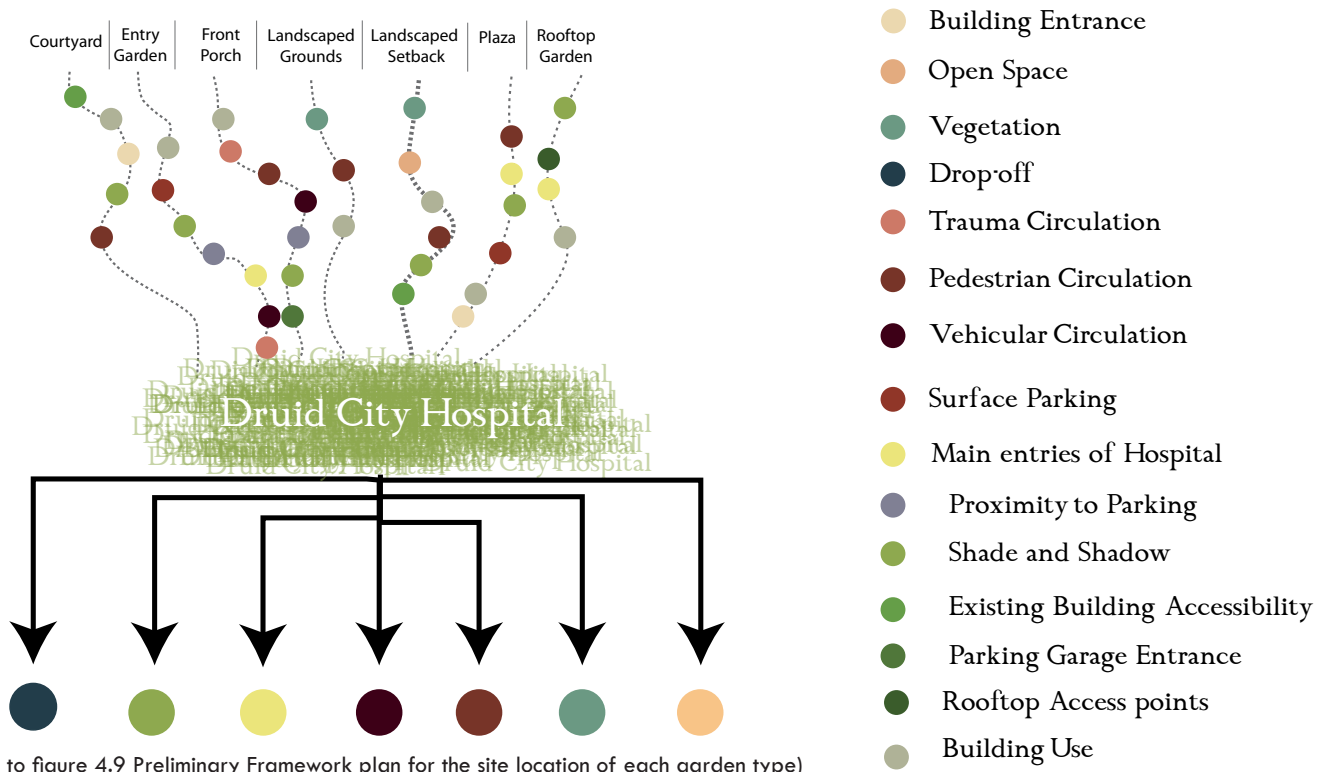 Courtyard
Entry
Garden
Front
Porch
Landscaped
Grounds
Landscaped
Setback
Plaza
Rooftop
Garden
Druid City Hospital
Building Entrance
Open Space
Vegetation
Drop-off
Trauma Circulation
Pedestrian Circulation
Vehicular Circulation
Surface Parking
Main entries of Hospital
Proximity to Parking
Shade and Shadow
Existing Building Accessibility
Parking Garage Entrance
Rooftop Access points
Building Use
to figure 4.9 Preliminary Framework plan for the site location of each garden type)